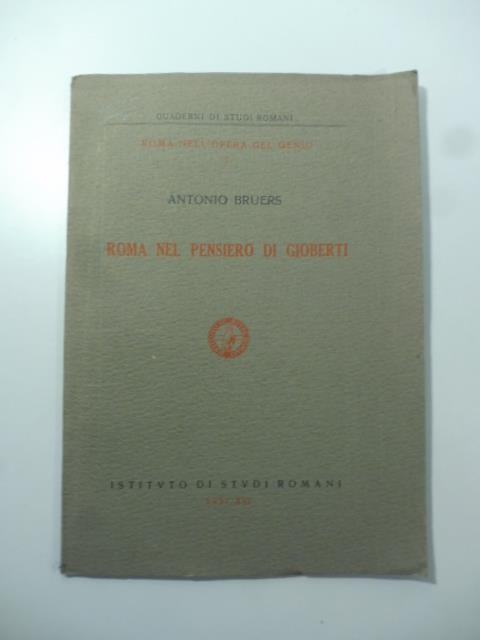 QUADERNI DI STUDI ROMANI
ROMA NELL'OPERA DEL GENIO
ANTONIO BRUERS
ROMA NEL PENSIERO DI GIOBERTI
ISTITVTO DI STVDI ROMANI